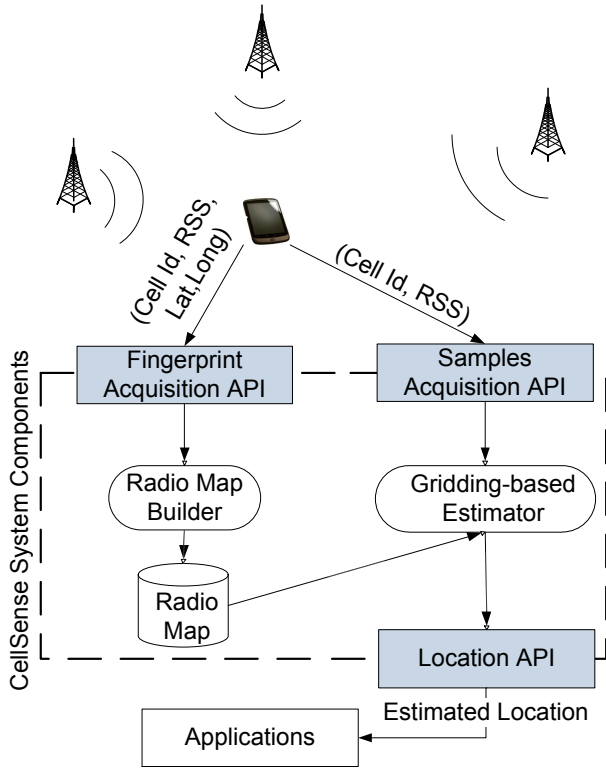 (Cell Id, RSS,
Lat,Long)
(Cell Id, RSS)
Fingerprint
Acquisition API
Samples
Acquisition API
CellSense System Components
Radio Map
Builder
Gridding-based
Estimator
Radio
Map
Location API
Estimated Location
Applications